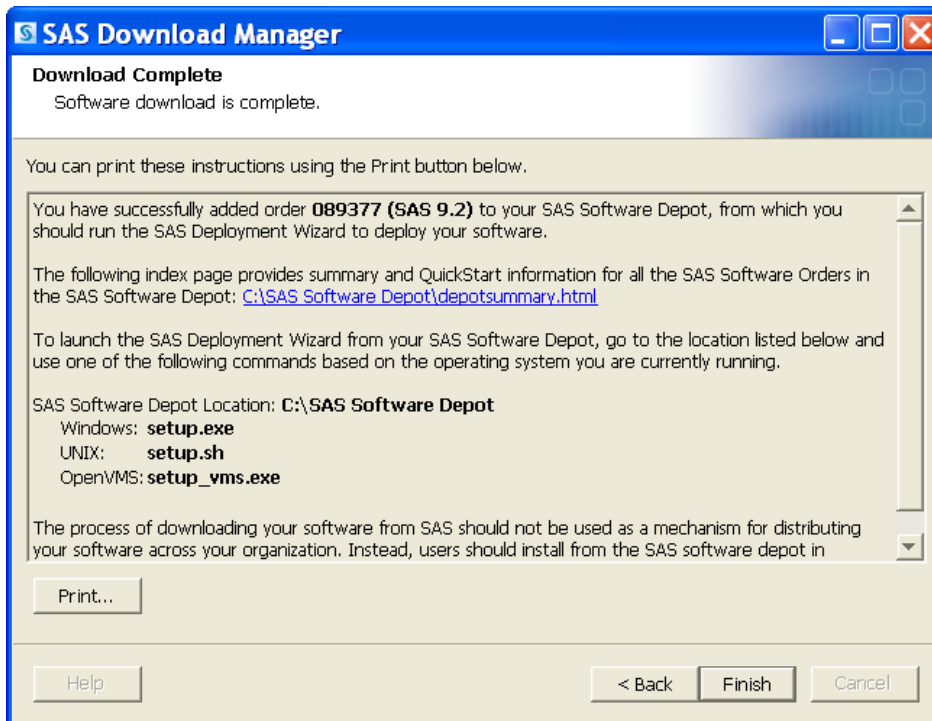 SAS Download Manager
Download Complete
Software download is complete.
You can print these instructions using the Print button below.
You have successfully added order 089377 (SAS 9.2) to your SAS Software Depot, from which you
should run the SAS Deployment Wizard to deploy your software.
The following index page provides summary and QuickStart information for all the SAS Software Orders in
the SAS Software Depot: C:\SAS Software Depot\depotsummary.html
To launch the SAS Deployment Wizard from your SAS Software Depot, go to the location listed below and
use one of the following commands based on the operating system you are currently running.
SAS Software Depot Location: C:\SAS Software Depot
Windows: setup.exe
UNIX: setup.sh
OpenVMS: setup_vms.exe
The process of downloading your software from SAS should not be used as a mechanism for distributing
your software across your organization. Instead, users should install from the SAS software depot in
Print...
Help
< Back
Finish
Cancel